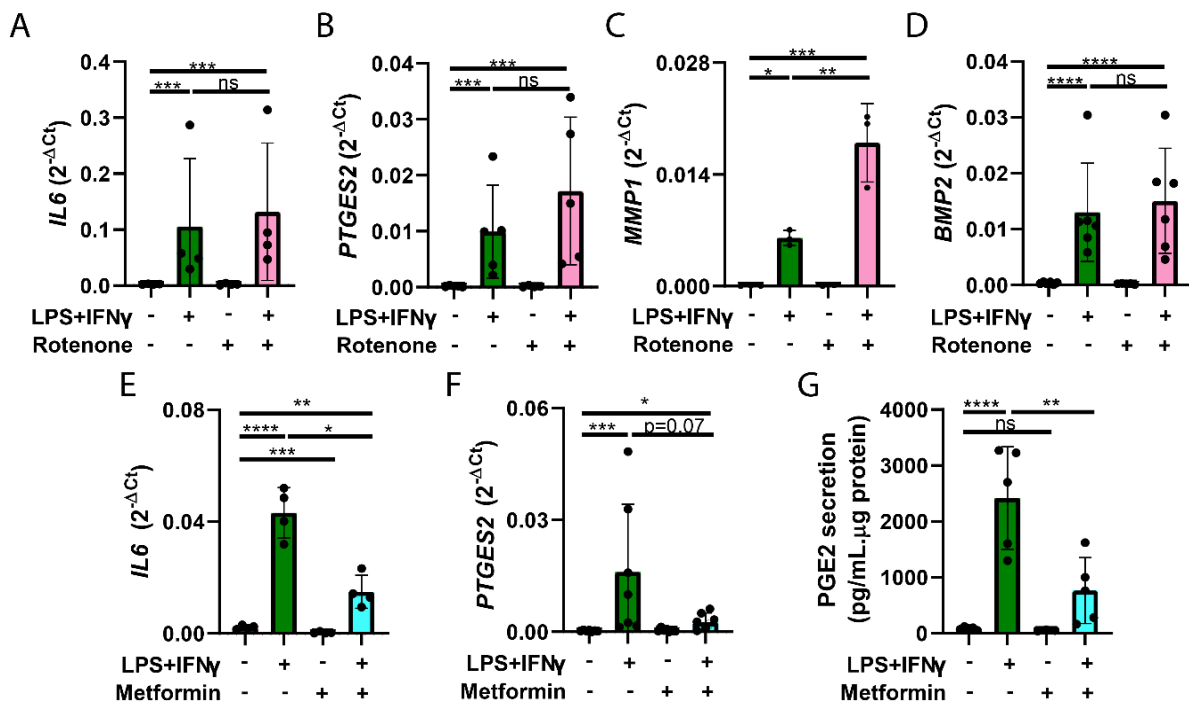 A
IL6 (2^-ΔCt)
0.4
0.3
0.2
0.1
0.0
***
*** ns
LPS+IFNγ - + - +
Rotenone - - + +
B
PTGES2 (2^-ΔCt)
0.04
0.03
0.02
0.01
0.00
***
*** ns
LPS+IFNγ - + - +
Rotenone - - + +
C
MMP1 (2^-ΔCt)
0.028
0.014
0.000
***
* **
LPS+IFNγ - + - +
Rotenone - - + +
D
BMP2 (2^-ΔCt)
0.04
0.03
0.02
0.01
0.00
****
**** ns
LPS+IFNγ - + - +
Rotenone - - + +
E
IL6 (2^-ΔCt)
0.08
0.04
0.00
**
**** *
***
LPS+IFNγ - + - +
Metformin - - + +
F
PTGES2 (2^-ΔCt)
0.06
0.03
0.00
*
*** p=0.07
LPS+IFNγ - + - +
Metformin - - + +
G
PGE2 secretion
(pg/mL.µg protein)
4000
3000
2000
1000
0
**** **
ns
LPS+IFNγ - + - +
Metformin - - + +